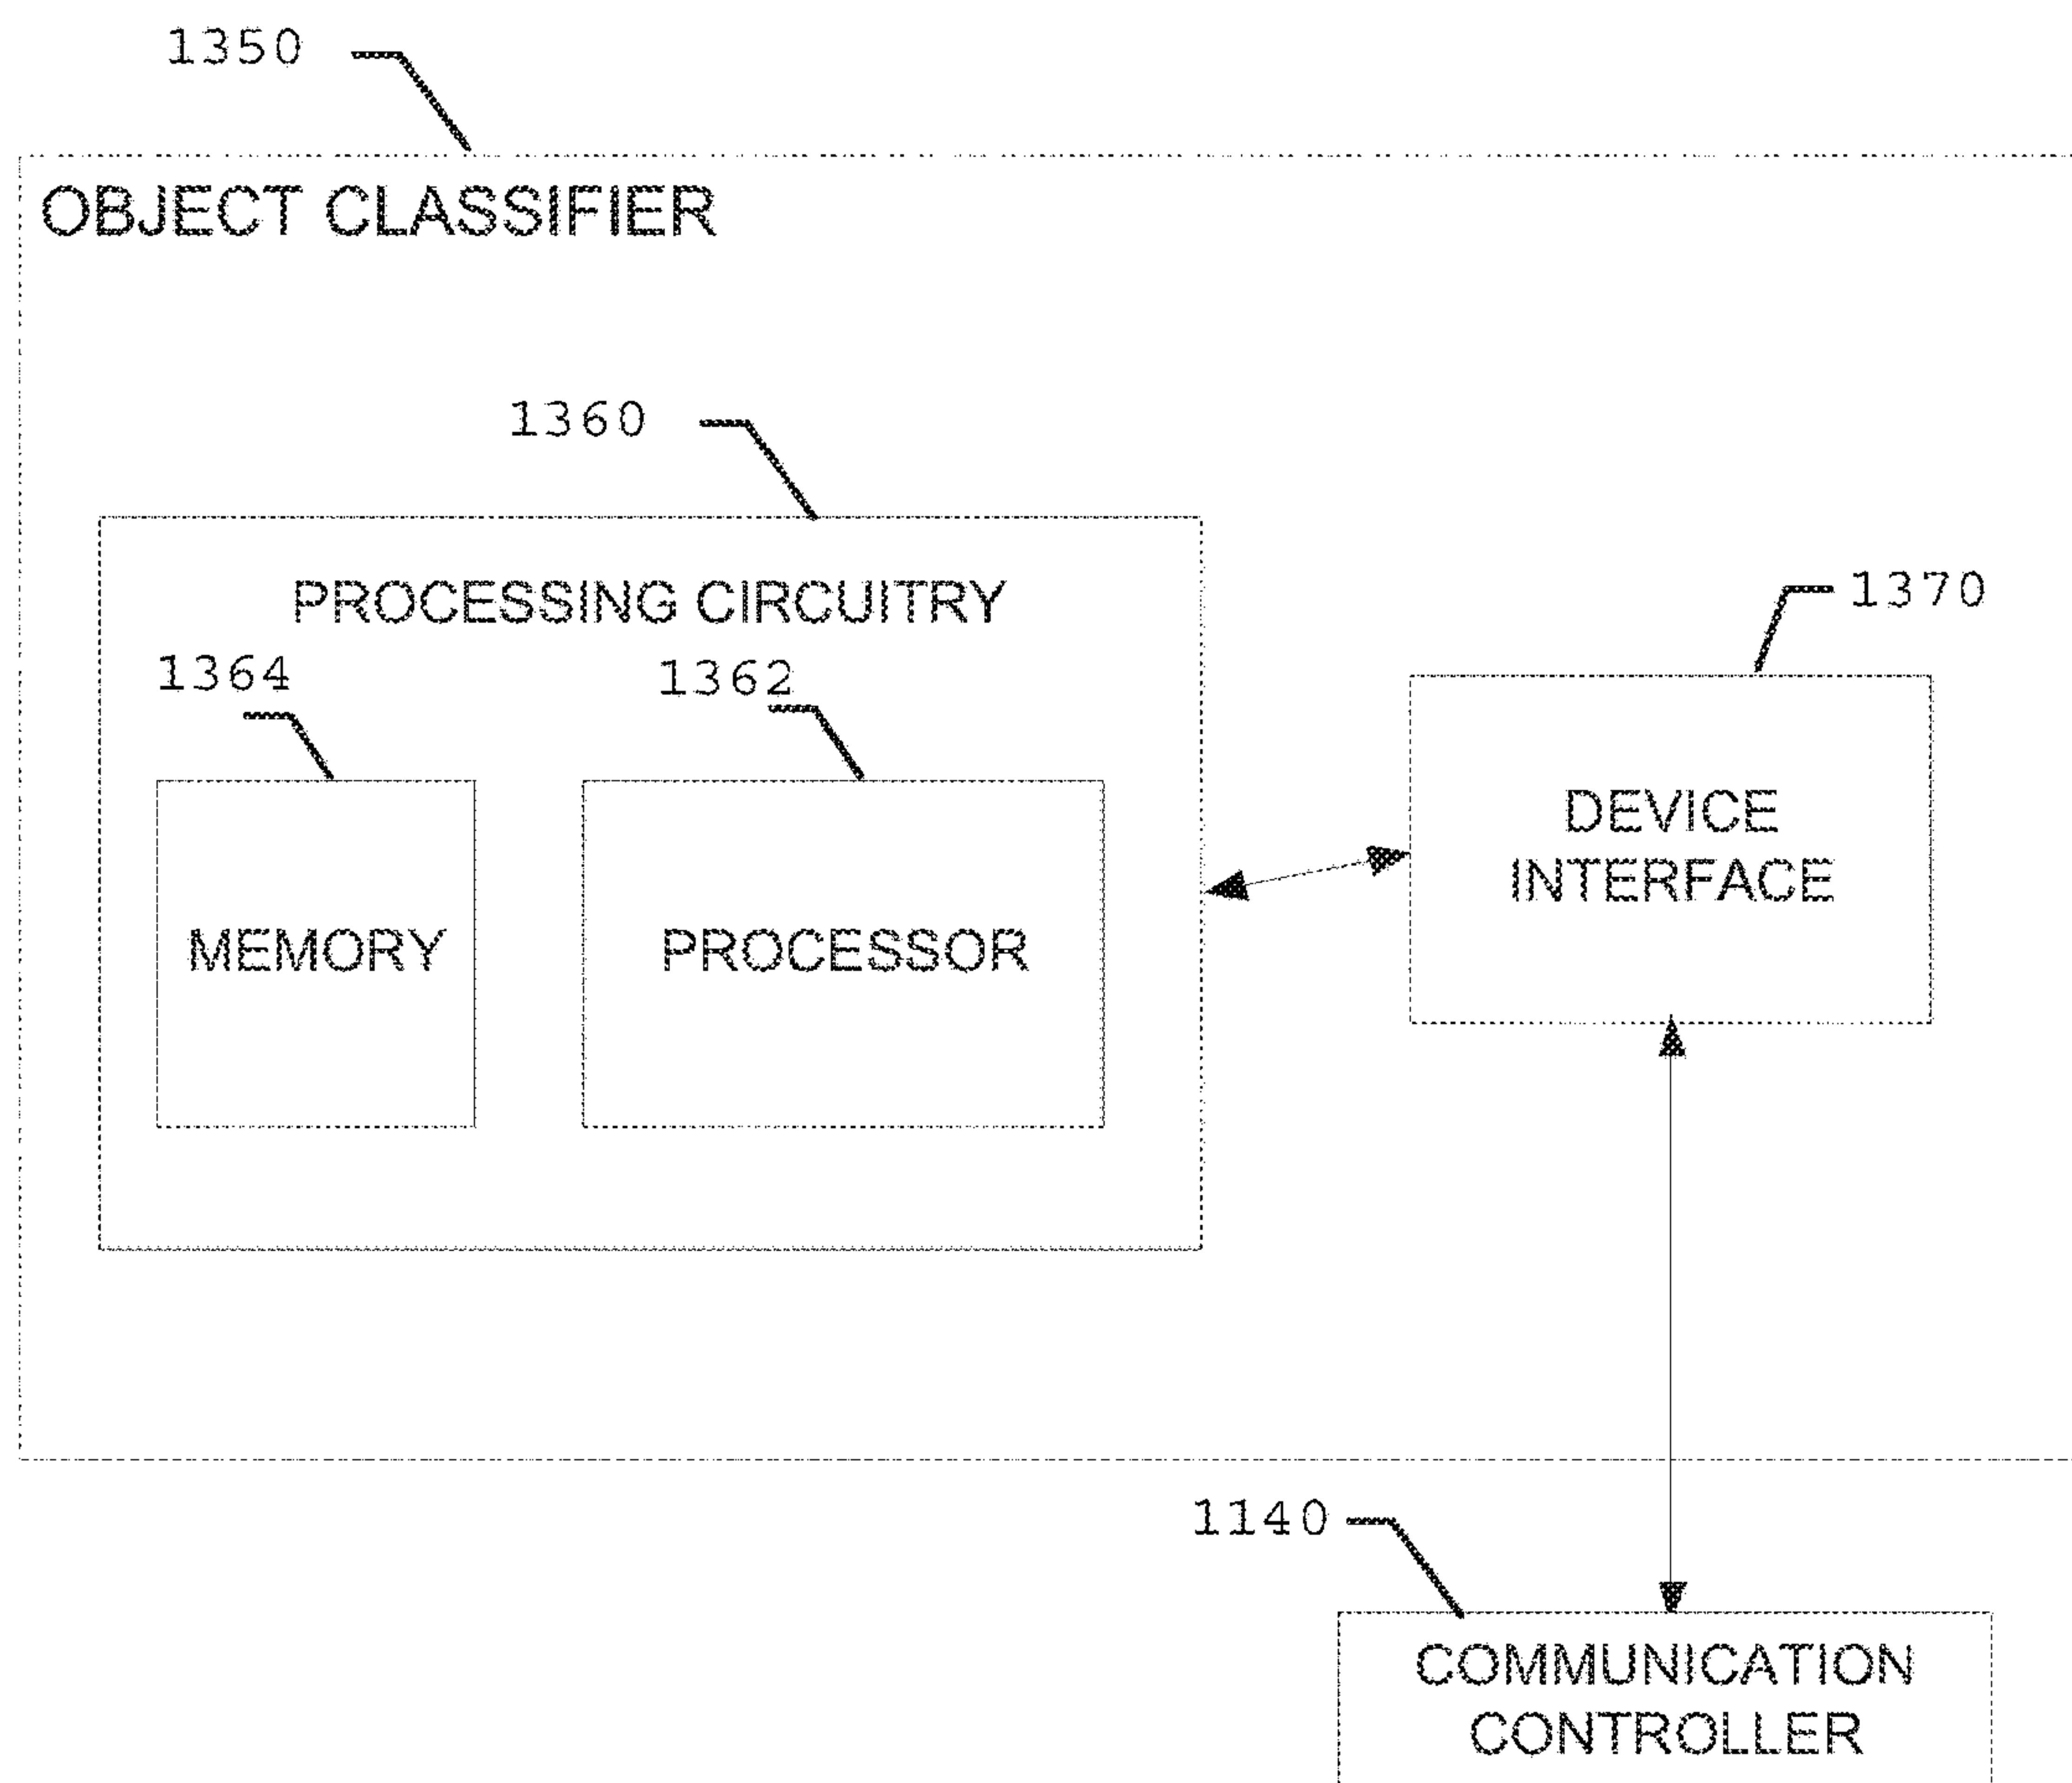 1350
OBJECT CLASSIFIER
1360
PROCESSING CIRCUITRY
1370
1364
1362
DEVICE
INTERFACE
MEMORY
PROCESSOR
1140
COMMUNICATION
CONTROLLER